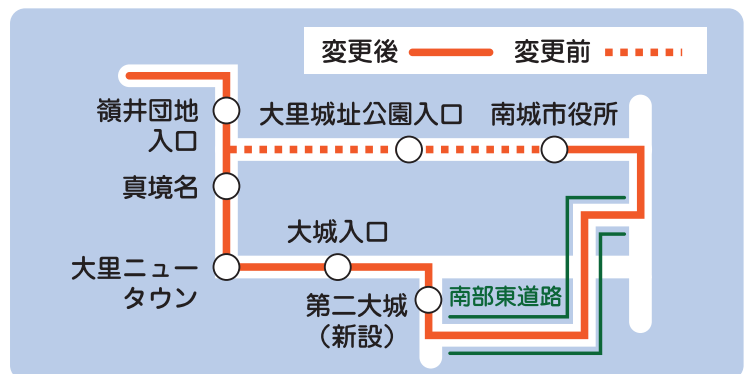 変更後
変更前
嶺井団地
入口
大里城址公園入口
南城市役所
真境名
大城入口
大里ニュー
タウン
第二大城
（新設）
南部東道路